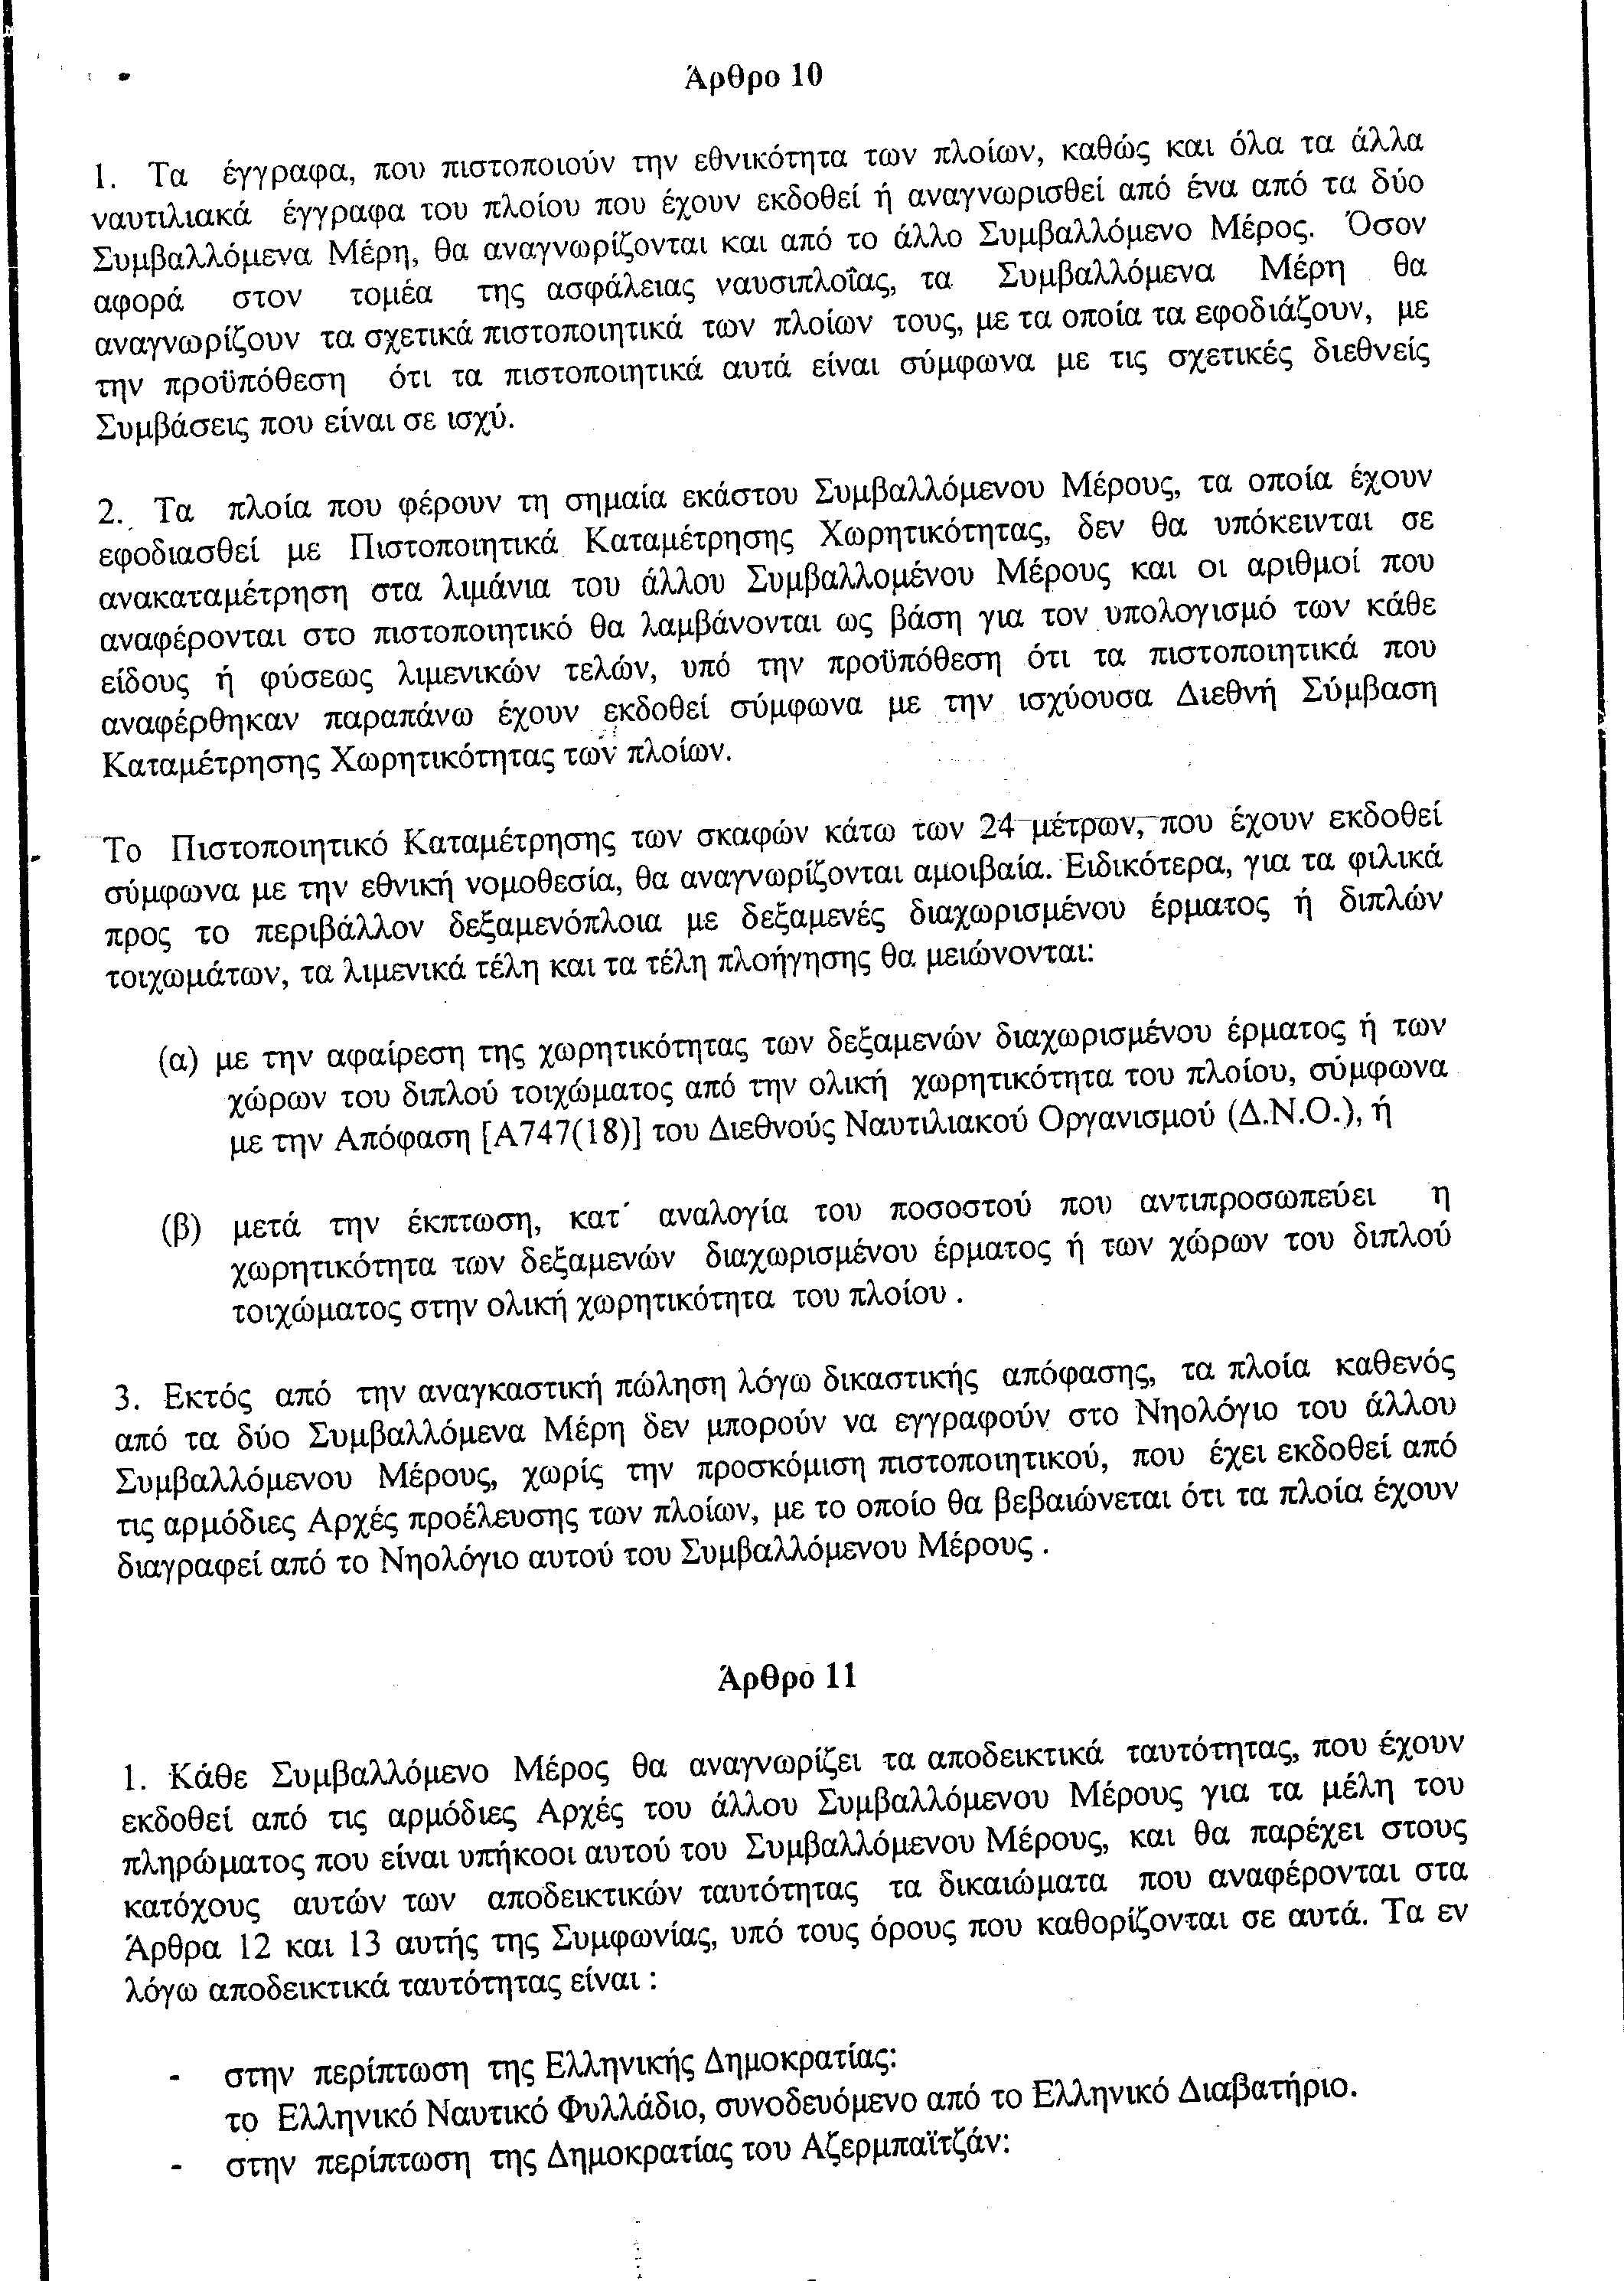 Άρθρο 10
1. Τα έγγραφα, που πιστοποιούν την εθνικότητα των πλοίων, καθώς και όλα τα άλλα
ναυτιλιακά έγγραφα του πλοίου που έχουν εκδοθεί ή αναγνωρισθεί από ένα από τα δύο
Συμβαλλόμενα Μέρη, θα αναγνωρίζονται και από το άλλο Συμβαλλόμενο Μέρος. Όσον
αφορά στον τομέα της ασφάλειας ναυσιπλοΐας, τα Συμβαλλόμενα Μέρη θα
αναγνωρίζουν τα σχετικά πιστοποιητικά των πλοίων τους, με τα οποία τα εφοδιάζουν, με
την προϋπόθεση ότι τα πιστοποιητικά αυτά είναι σύμφωνα με τις σχετικές διεθνείς
Συμβάσεις που είναι σε ισχύ.
2. Τα πλοία που φέρουν τη σημαία εκάστου Συμβαλλόμενου Μέρους, τα οποία έχουν
εφοδιασθεί με Πιστοποιητικά Καταμέτρησης Χωρητικότητας, δεν θα υπόκεινται σε
ανακαταμέτρηση στα λιμάνια του άλλου Συμβαλλομένου Μέρους και οι αριθμοί που
αναφέρονται στο πιστοποιητικό θα λαμβάνονται ως βάση για τον υπολογισμό των κάθε
είδους ή φύσεως λιμενικών τελών, υπό την προϋπόθεση ότι τα πιστοποιητικά που
αναφέρθηκαν παραπάνω έχουν εκδοθεί σύμφωνα με την ισχύουσα Διεθνή Σύμβαση
Καταμέτρησης Χωρητικότητας των πλοίων.
Το Πιστοποιητικό Καταμέτρησης των σκαφών κάτω των 24 μέτρων, που έχουν εκδοθεί
σύμφωνα με την εθνική νομοθεσία, θα αναγνωρίζονται αμοιβαία. Ειδικότερα, για τα φιλικά
προς το περιβάλλον δεξαμενόπλοια με δεξαμενές διαχωρισμένου έρματος ή διπλών
τοιχωμάτων, τα λιμενικά τέλη και τα τέλη πλοήγησης θα μειώνονται:
(α) με την αφαίρεση της χωρητικότητας των δεξαμενών διαχωρισμένου έρματος ή των
χώρων του διπλού τοιχώματος από την ολική χωρητικότητα του πλοίου, σύμφωνα
με την Απόφαση [Α747(18)] του Διεθνούς Ναυτιλιακού Οργανισμού (Δ.Ν.Ο.), ή
(β) μετά την έκπτωση, κατ΄ αναλογία του ποσοστού που αντιπροσωπεύει η
χωρητικότητα των δεξαμενών διαχωρισμένου έρματος ή των χώρων του διπλού
τοιχώματος στην ολική χωρητικότητα του πλοίου .
3. Εκτός από την αναγκαστική πώληση λόγω δικαστικής απόφασης, τα πλοία καθενός
από τα δύο Συμβαλλόμενα Μέρη δεν μπορούν να εγγραφούν στο Νηολόγιο του άλλου
Συμβαλλόμενου Μέρους, χωρίς την προσκόμιση πιστοποιητικού, που έχει εκδοθεί από
τις αρμόδιες Αρχές προέλευσης των πλοίων, με το οποίο θα βεβαιώνεται ότι τα πλοία έχουν
διαγραφεί από το Νηολόγιο αυτού του Συμβαλλόμενου Μέρους .
Άρθρο 11
1. Κάθε Συμβαλλόμενο Μέρος θα αναγνωρίζει τα αποδεικτικά ταυτότητας, που έχουν
εκδοθεί από τις αρμόδιες Αρχές του άλλου Συμβαλλόμενου Μέρους για τα μέλη του
πληρώματος που είναι υπήκοοι αυτού του Συμβαλλόμενου Μέρους, και θα παρέχει στους
κατόχους αυτών των αποδεικτικών ταυτότητας τα δικαιώματα που αναφέρονται στα
Άρθρα 12 και 13 αυτής της Συμφωνίας, υπό τους όρους που καθορίζονται σε αυτά. Τα εν
λόγω αποδεικτικά ταυτότητας είναι :
- στην περίπτωση της Ελληνικής Δημοκρατίας:
το Ελληνικό Ναυτικό Φυλλάδιο, συνοδευόμενο από το Ελληνικό Διαβατήριο.
- στην περίπτωση της Δημοκρατίας του Αζερμπαϊτζάν: